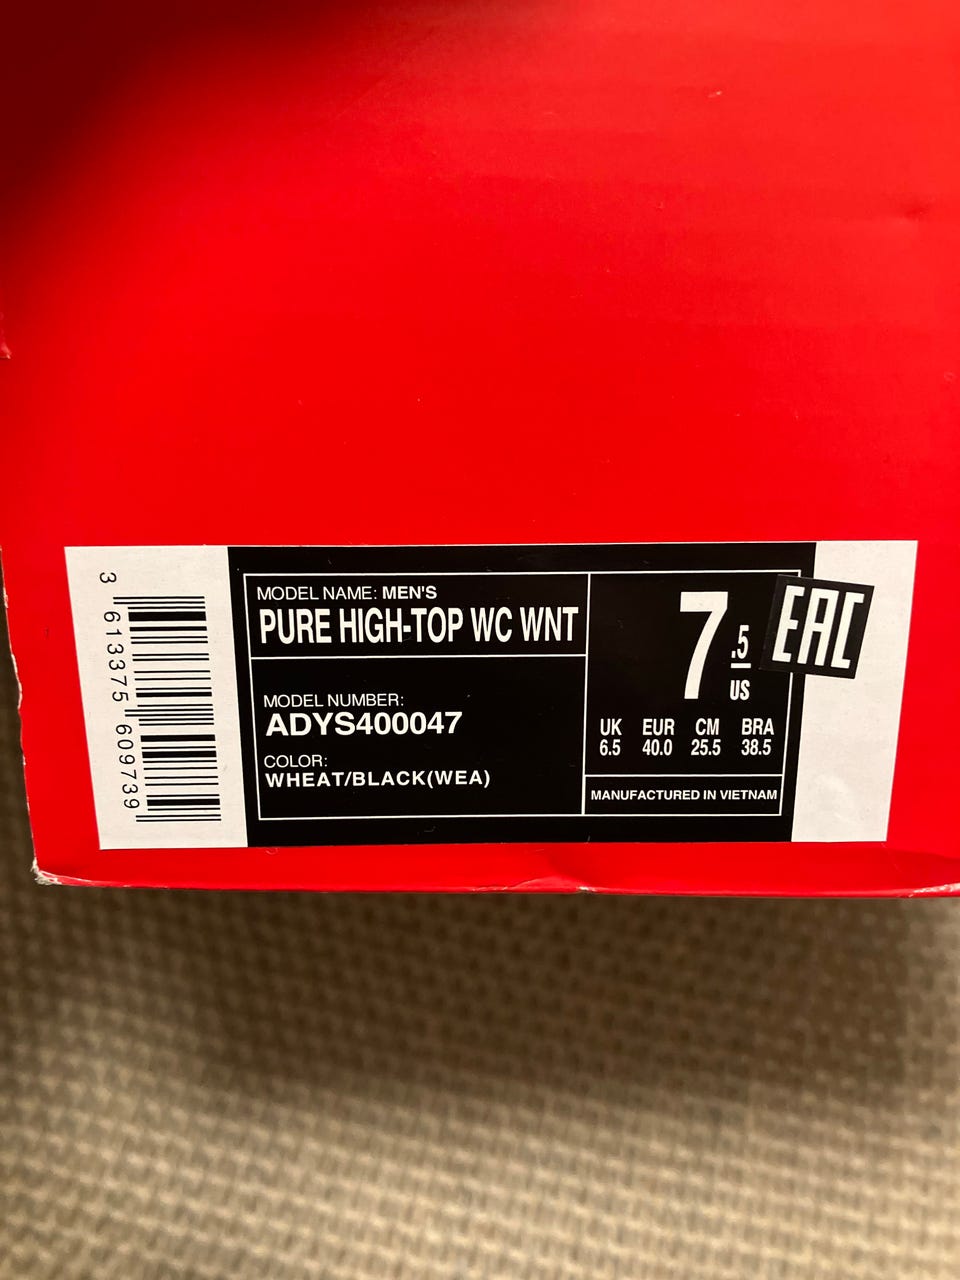 3 613375 609739
MODEL NAME: MEN'S
PURE HIGH-TOP WC WNT
MODEL NUMBER:
ADYS400047
COLOR:
WHEAT/BLACK(WEA)
7.5
US
EAC
UK EUR CM BRA
6.5 40.0 25.5 38.5
MANUFACTURED IN VIETNAM